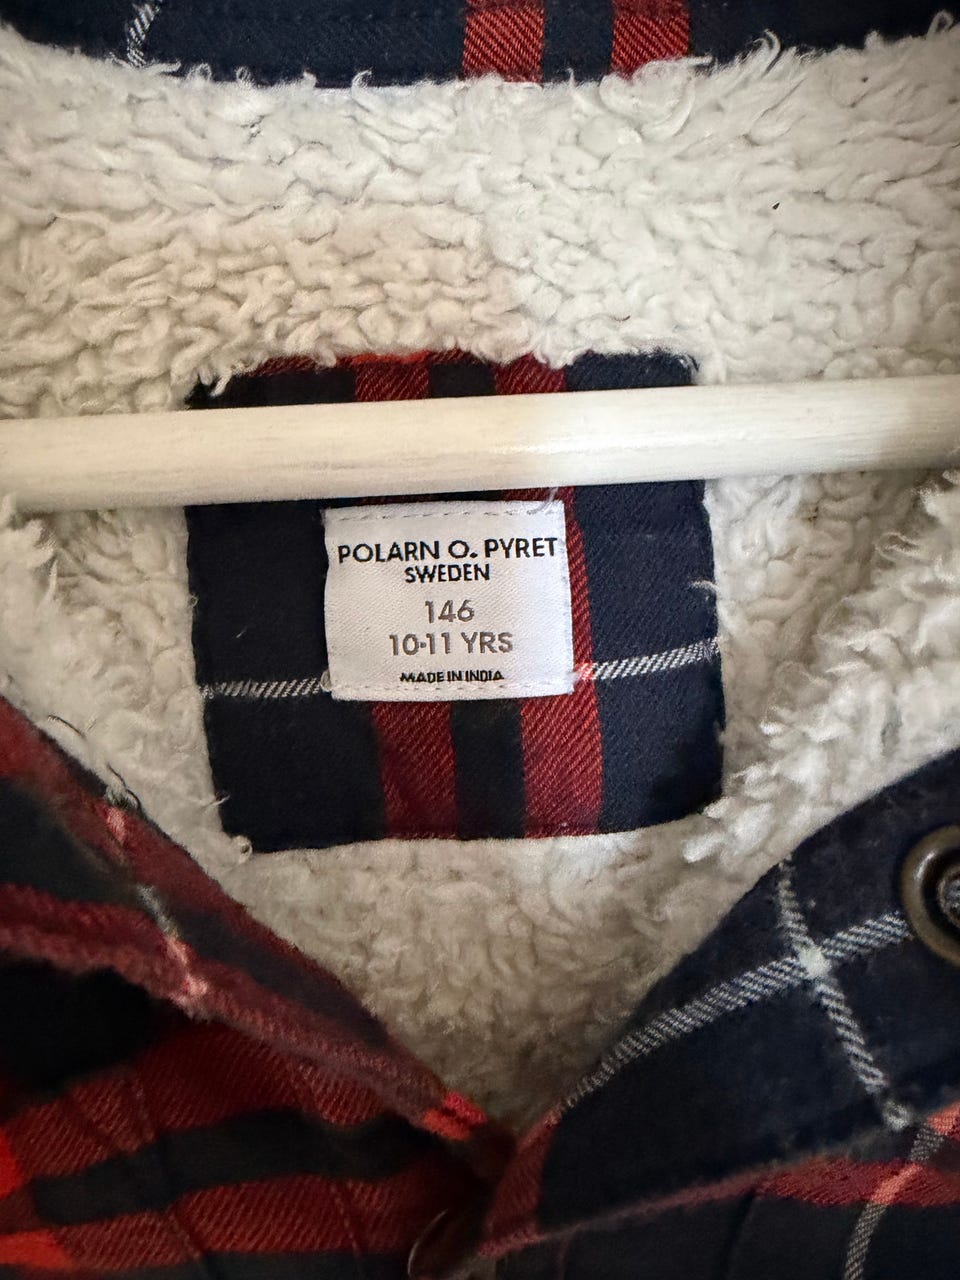 POLARN O. PYRET
SWEDEN
146
10-11 YRS
MADE IN INDIA